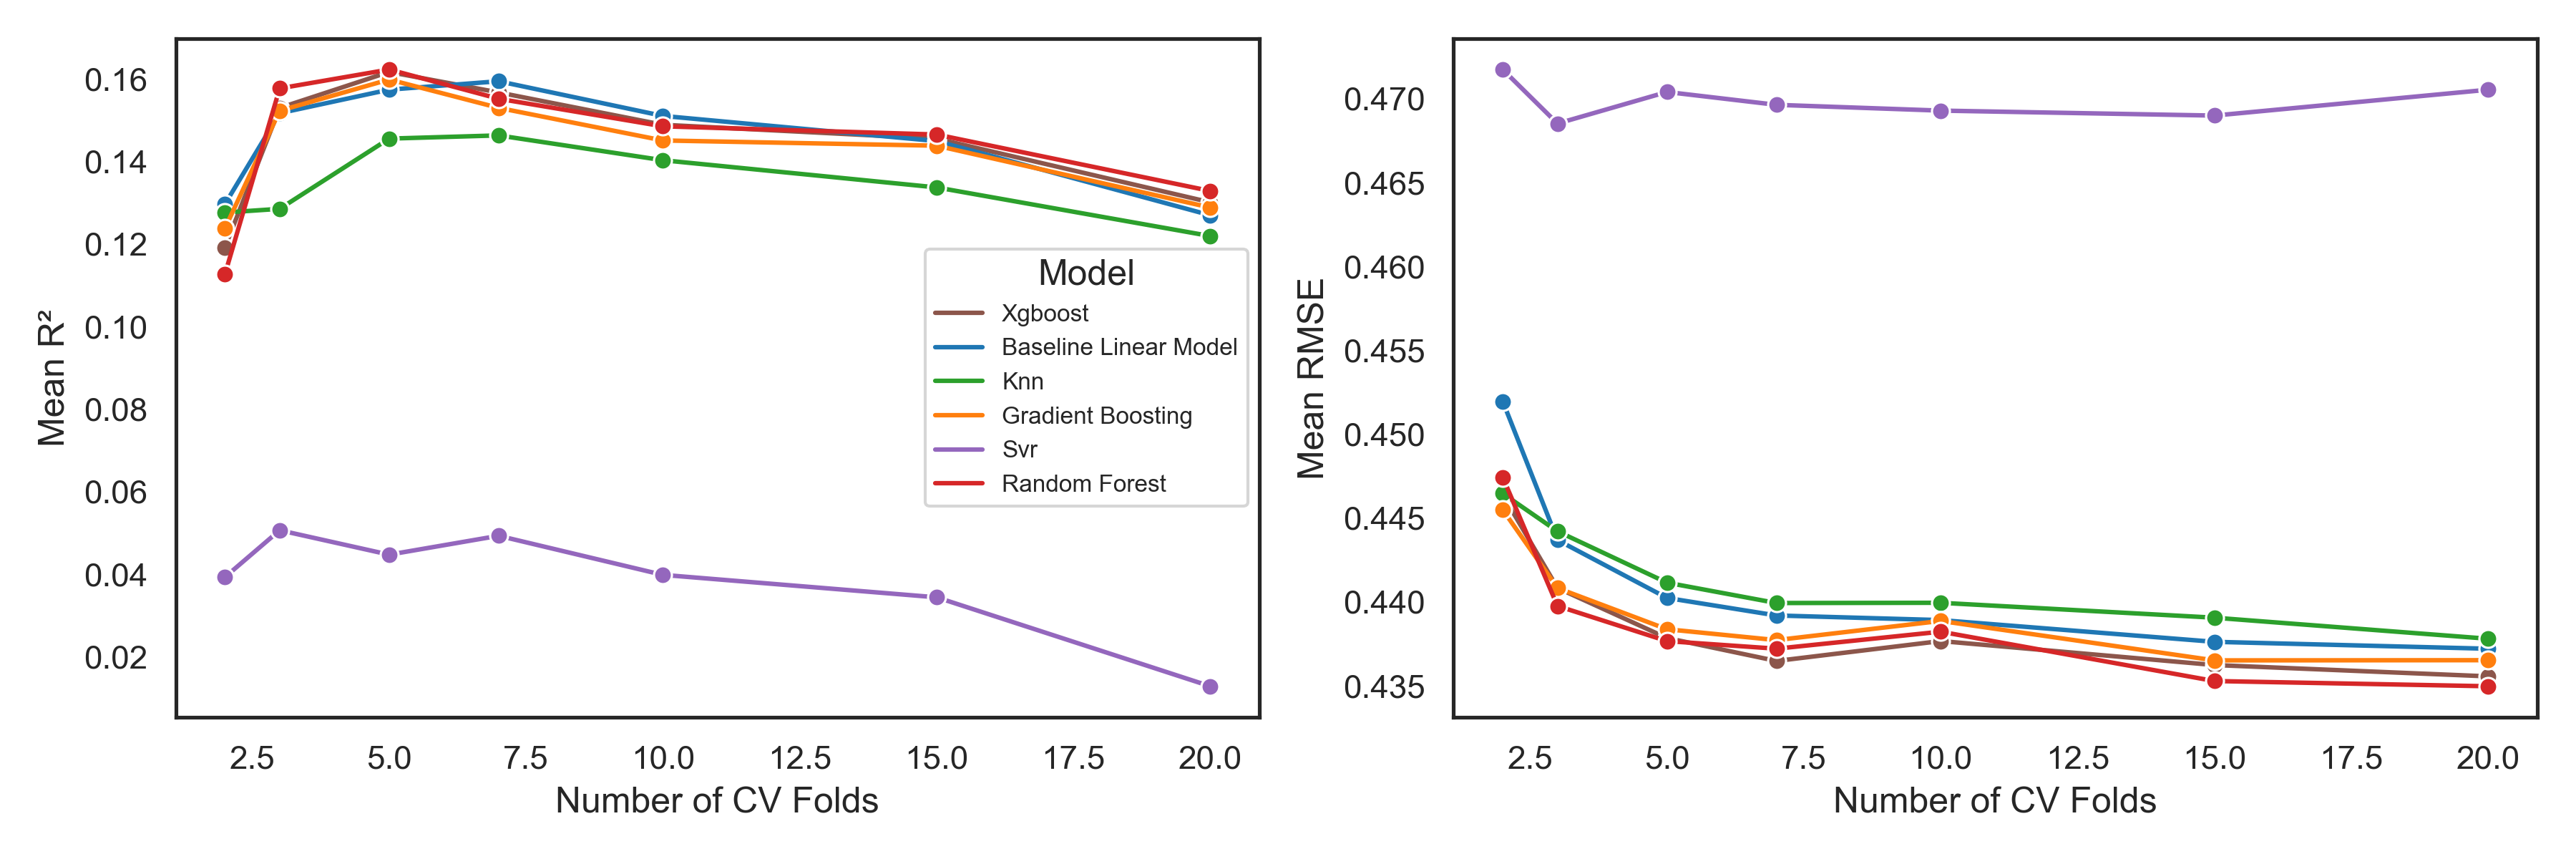 Mean R²
0.16
0.14
0.12
0.10
0.08
0.06
0.04
0.02
2.5 5.0 7.5 10.0 12.5 15.0 17.5 20.0
Number of CV Folds
Model
Xgboost
Baseline Linear Model
Knn
Gradient Boosting
Svr
Random Forest
Mean RMSE
0.470
0.465
0.460
0.455
0.450
0.445
0.440
0.435
2.5 5.0 7.5 10.0 12.5 15.0 17.5 20.0
Number of CV Folds